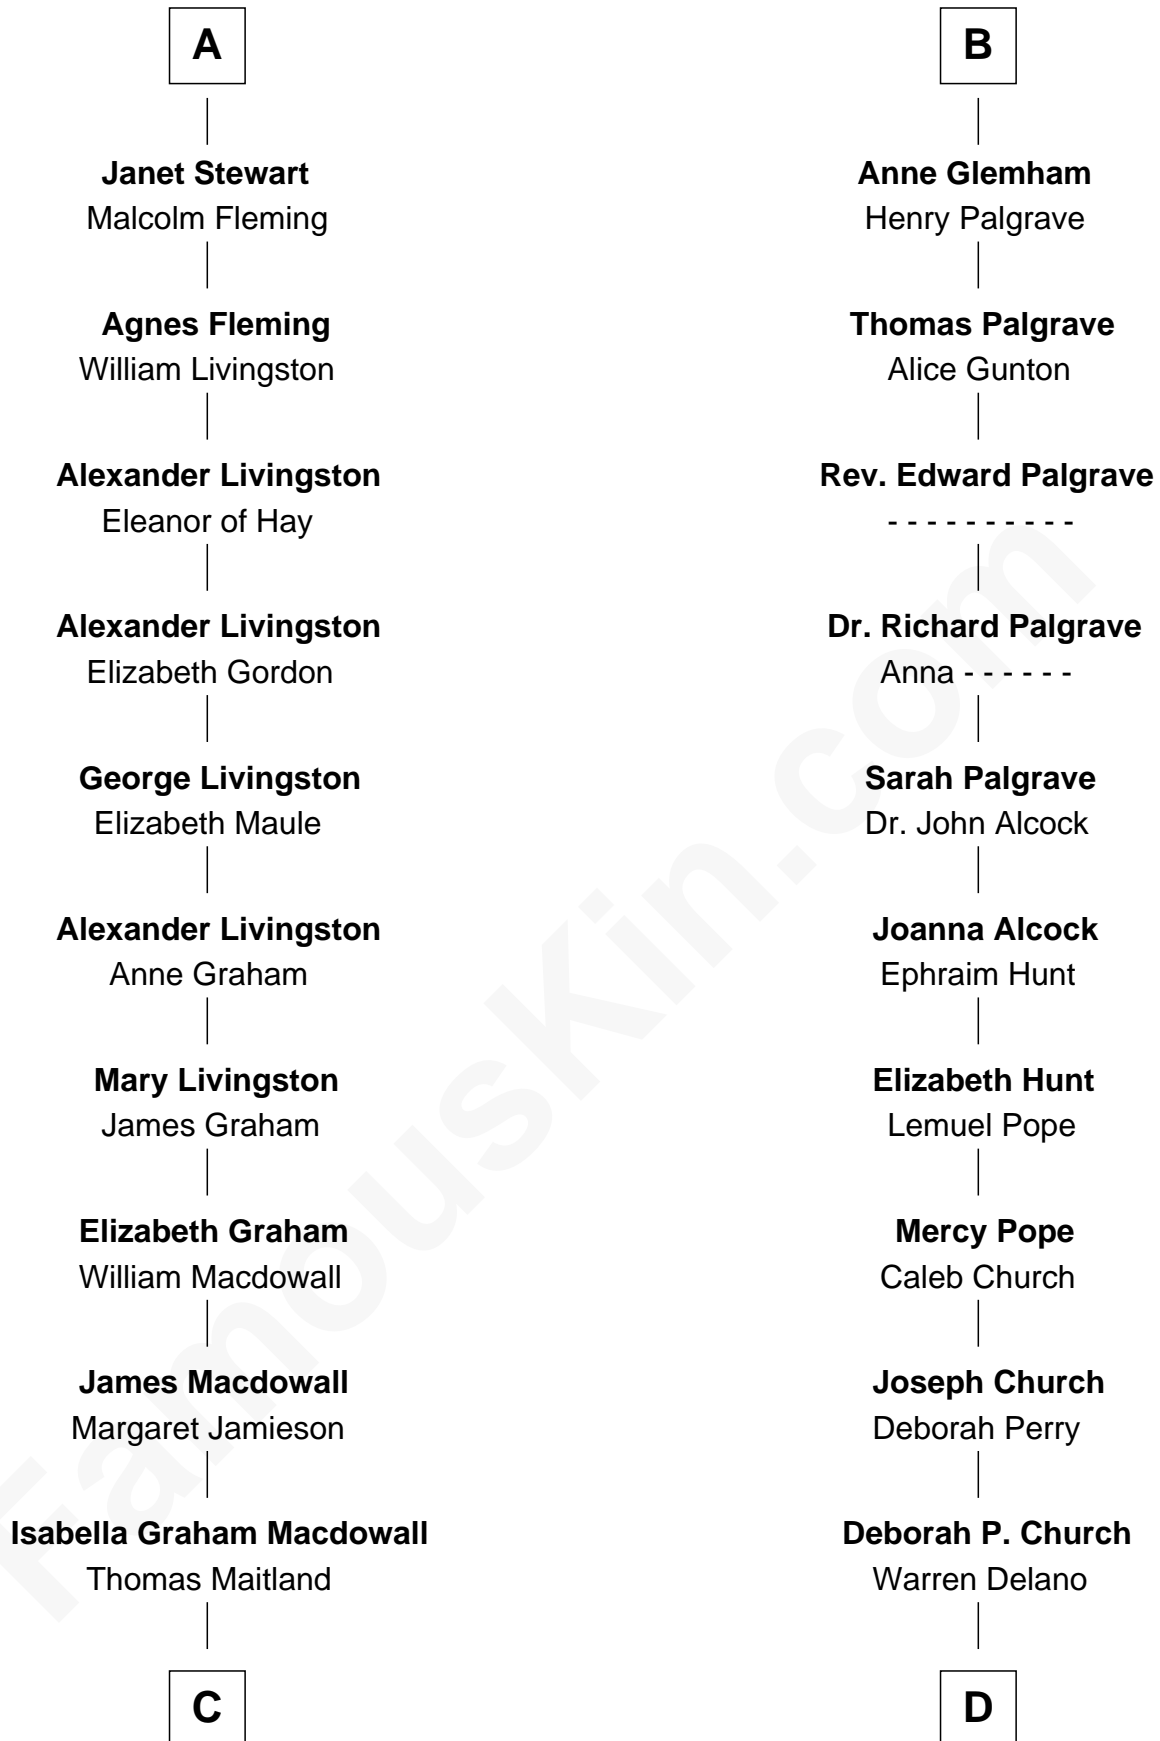 A
Janet Stewart
Malcolm Fleming
Agnes Fleming
William Livingston
Alexander Livingston
Eleanor of Hay
Alexander Livingston
Elizabeth Gordon
George Livingston
Elizabeth Maule
Alexander Livingston
Anne Graham
Mary Livingston
James Graham
Elizabeth Graham
William Macdowall
James Macdowall
Margaret Jamieson
Isabella Graham Macdowall
Thomas Maitland
C
B
Anne Glemham
Henry Palgrave
Thomas Palgrave
Alice Gunton
Rev. Edward Palgrave
- - - - - - - - - -
Dr. Richard Palgrave
Anna - - - - - -
Sarah Palgrave
Dr. John Alcock
Joanna Alcock
Ephraim Hunt
Elizabeth Hunt
Lemuel Pope
Mercy Pope
Caleb Church
Joseph Church
Deborah Perry
Deborah P. Church
Warren Delano
D
FamousKin.com